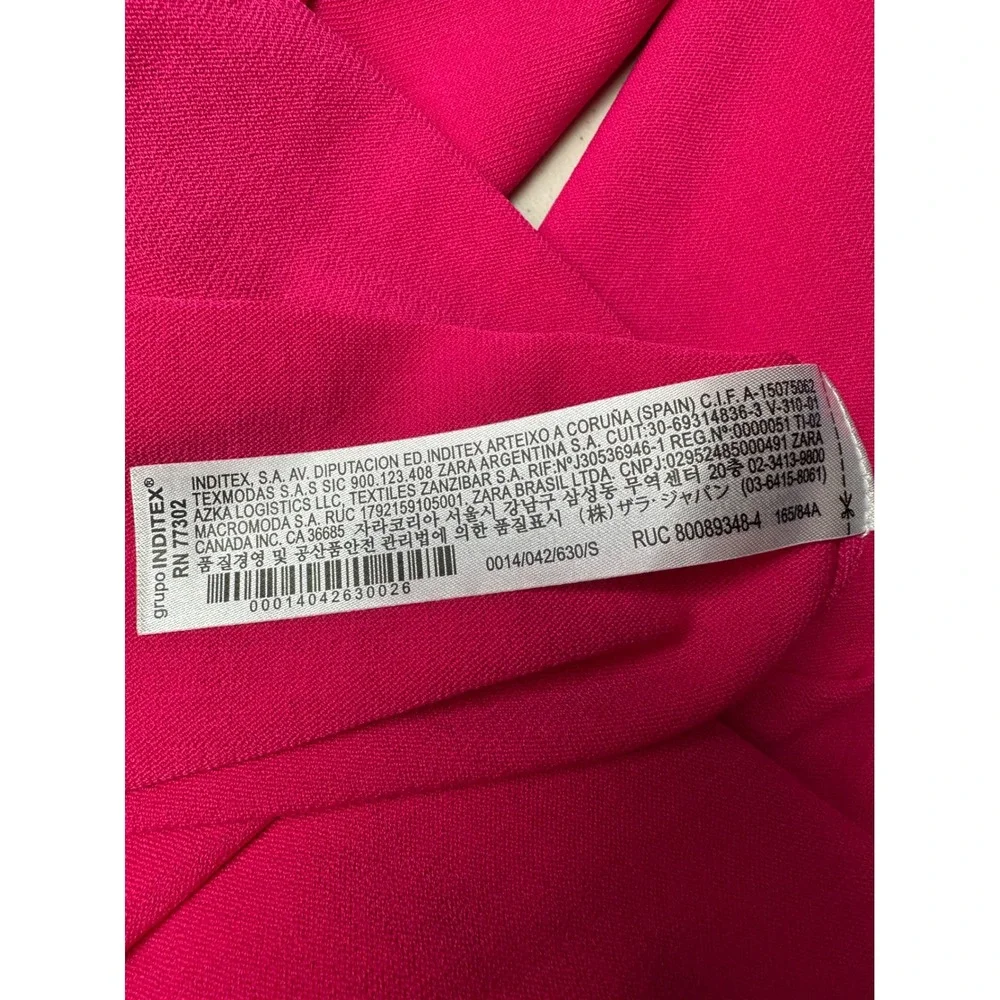 grupo INDITEX®
RN 77302
INDITEX, S.A. AV. DIPUTACION ED.INDITEX ARTEIXO A CORUÑA (SPAIN) C.I.F. A-15075062
TEXMODAS S.A.S SIC 900.123.408 ZARA ARGENTINA S.A. CUIT:30-69314836-3 V-310-01
AZKA LOGISTICS LLC, TEXTILES ZANZIBAR S.A. RIF:NºJ30536946-1 REG.Nº0000051 TI-02
MACROMODA S.A. RUC 1792159105001, ZARA BRASIL LTDA, CNPJ:02952485000491 ZARA
CANADA INC. CA 36685 자라코리아 서울시 강남구 삼성동 무역센터 20층 02-3413-9800
품질경영 및 공산품안전 관리법에 의한 품질표시 (株)ザラ・ジャパン (03-6415-8061)
0014/042/630/S RUC 80089348-4 165/84A
00014042630026